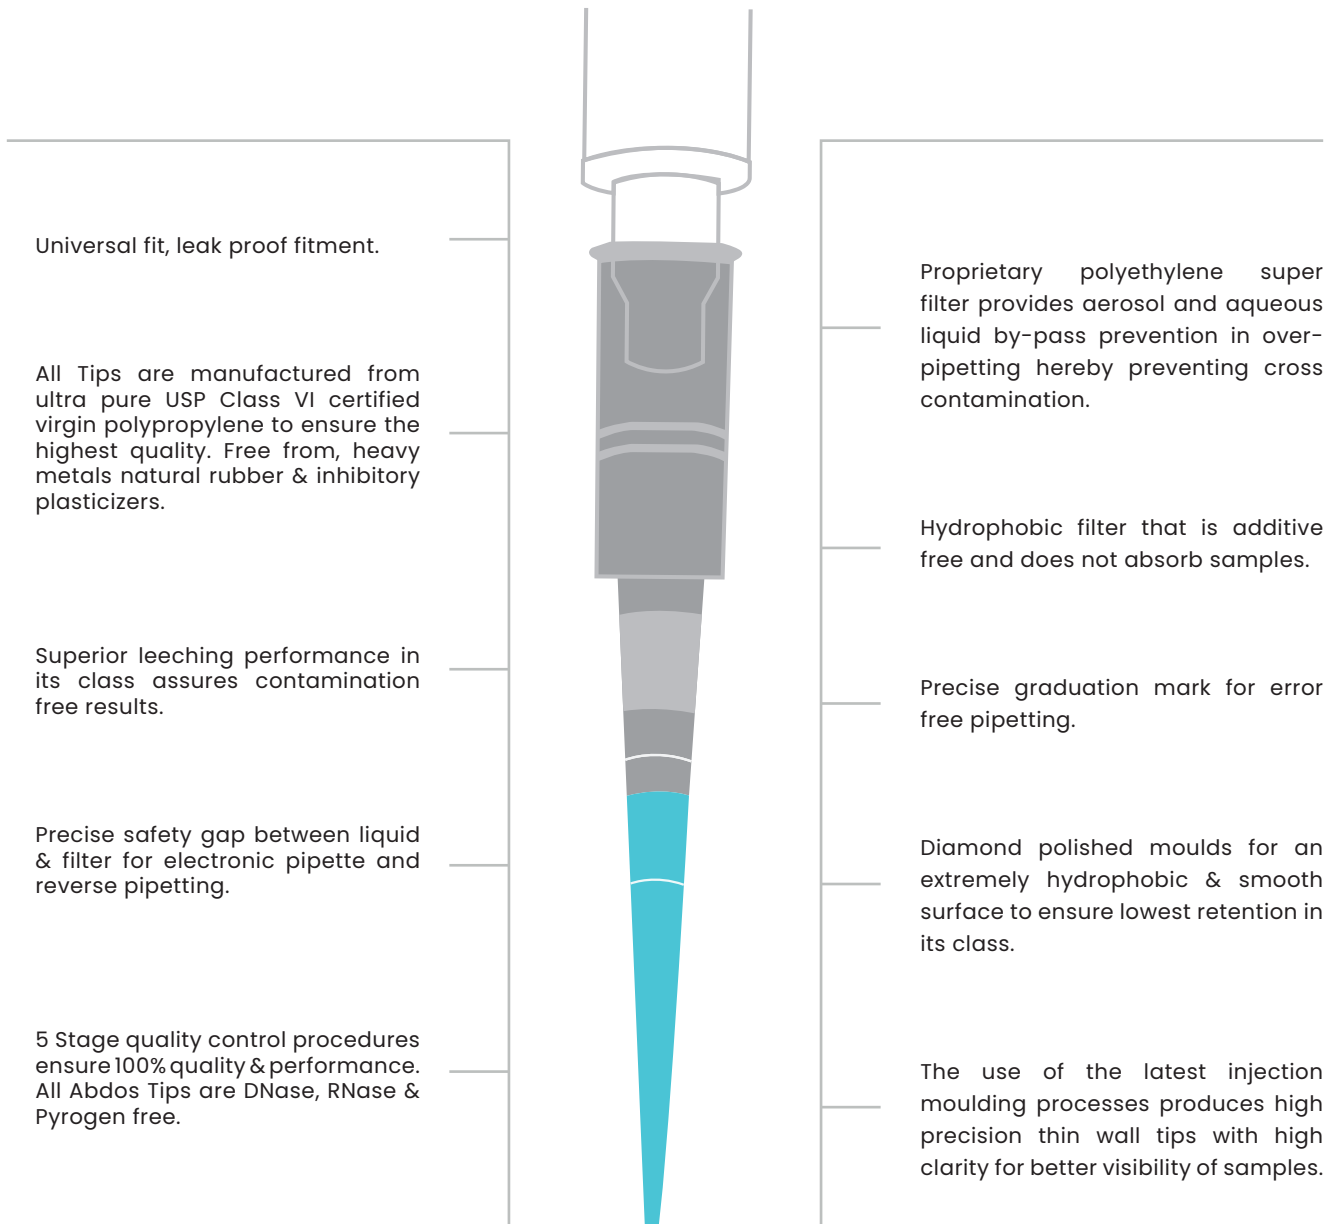 Universal fit, leak proof fitment.
All Tips are manufactured from
ultra pure USP Class VI certified
virgin polypropylene to ensure the
highest quality. Free from, heavy
metals natural rubber & inhibitory
plasticizers.
Superior leeching performance in
its class assures contamination
free results.
Precise safety gap between liquid
& filter for electronic pipette and
reverse pipetting.
5 Stage quality control procedures
ensure 100% quality & performance.
All Abdos Tips are DNase, RNase &
Pyrogen free.
Proprietary polyethylene super
filter provides aerosol and aqueous
liquid by-pass prevention in over-
pipetting hereby preventing cross
contamination.
Hydrophobic filter that is additive
free and does not absorb samples.
Precise graduation mark for error
free pipetting.
Diamond polished moulds for an
extremely hydrophobic & smooth
surface to ensure lowest retention in
its class.
The use of the latest injection
moulding processes produces high
precision thin wall tips with high
clarity for better visibility of samples.